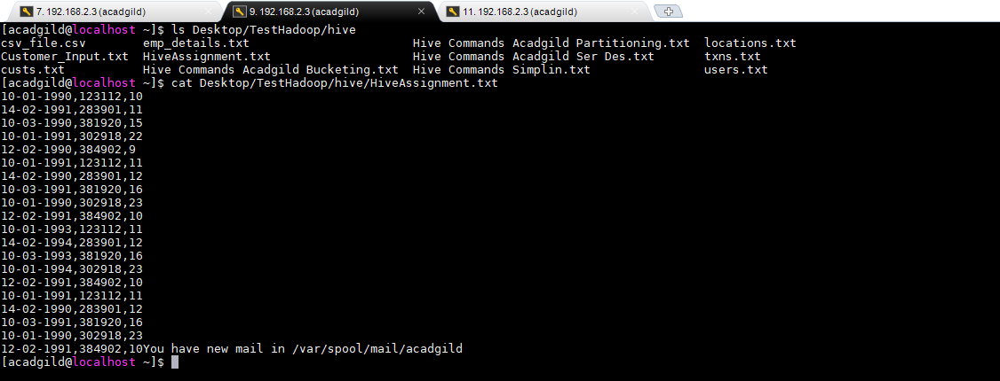 7. 192.168.2.3 (acadgild) 9. 192.168.2.3 (acadgild) 11. 192.168.2.3 (acadgild)
[acadgild@localhost ~]$ ls Desktop/TestHadoop/hive
csv_file.csv emp_details.txt Hive Commands Acadgild Partitioning.txt locations.txt
Customer_Input.txt HiveAssignment.txt Hive Commands Acadgild Ser Des.txt txns.txt
custs.txt Hive Commands Acadgild Bucketing.txt Hive Commands Simplin.txt users.txt
[acadgild@localhost ~]$ cat Desktop/TestHadoop/hive/HiveAssignment.txt
10-01-1990,123112,10
14-02-1991,283901,11
10-03-1990,381920,15
10-01-1991,302918,22
12-02-1990,384902,9
10-01-1991,123112,11
14-02-1990,283901,12
10-03-1991,381920,16
10-01-1990,302918,23
12-02-1991,384902,10
10-01-1993,123112,11
14-02-1994,283901,12
10-03-1993,381920,16
10-01-1994,302918,23
12-02-1991,384902,10
10-01-1991,123112,11
14-02-1990,283901,12
10-03-1991,381920,16
10-01-1990,302918,23
12-02-1991,384902,10You have new mail in /var/spool/mail/acadgild
[acadgild@localhost ~]$